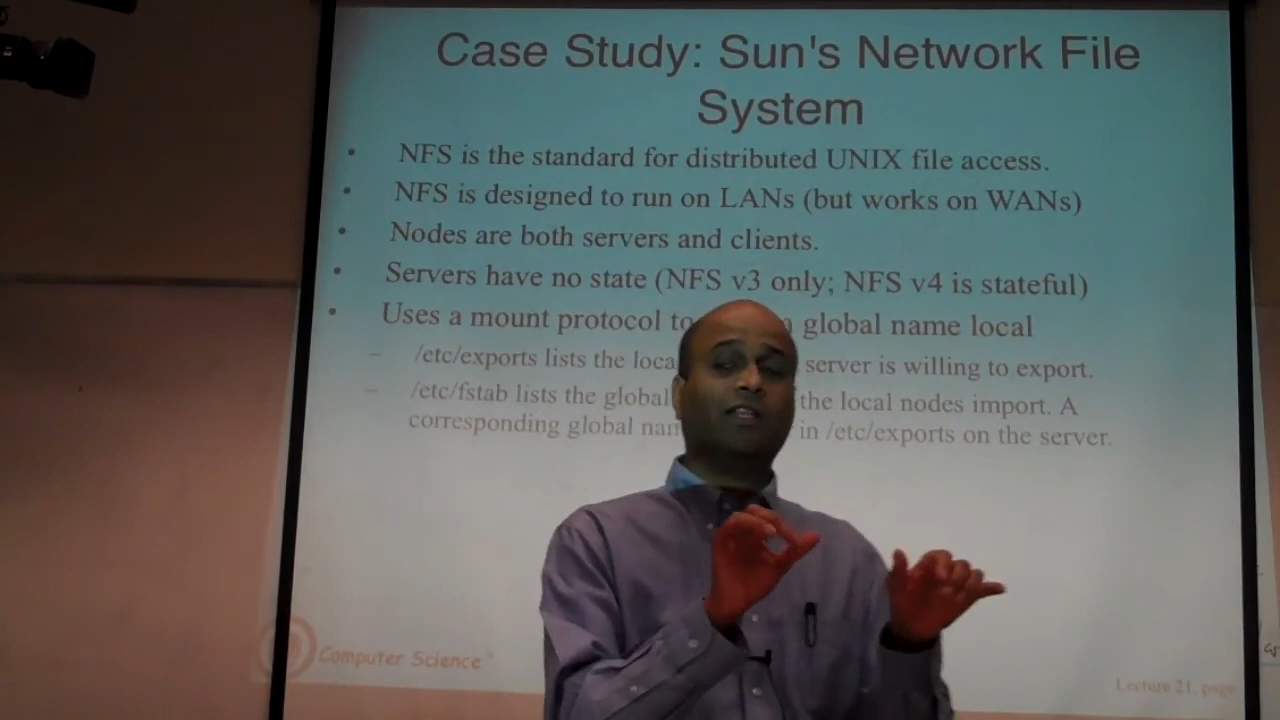 Case Study: Sun's Network File
System
• NFS is the standard for distributed UNIX file access.
• NFS is designed to run on LANs (but works on WANs)
• Nodes are both servers and clients.
• Servers have no state (NFS v3 only; NFS v4 is stateful)
• Uses a mount protocol to global name local
– /etc/exports lists the server is willing to export.
– /etc/fstab lists the global the local nodes import. A
corresponding global in /etc/exports on the server.
Computer Science
Lecture 21, page